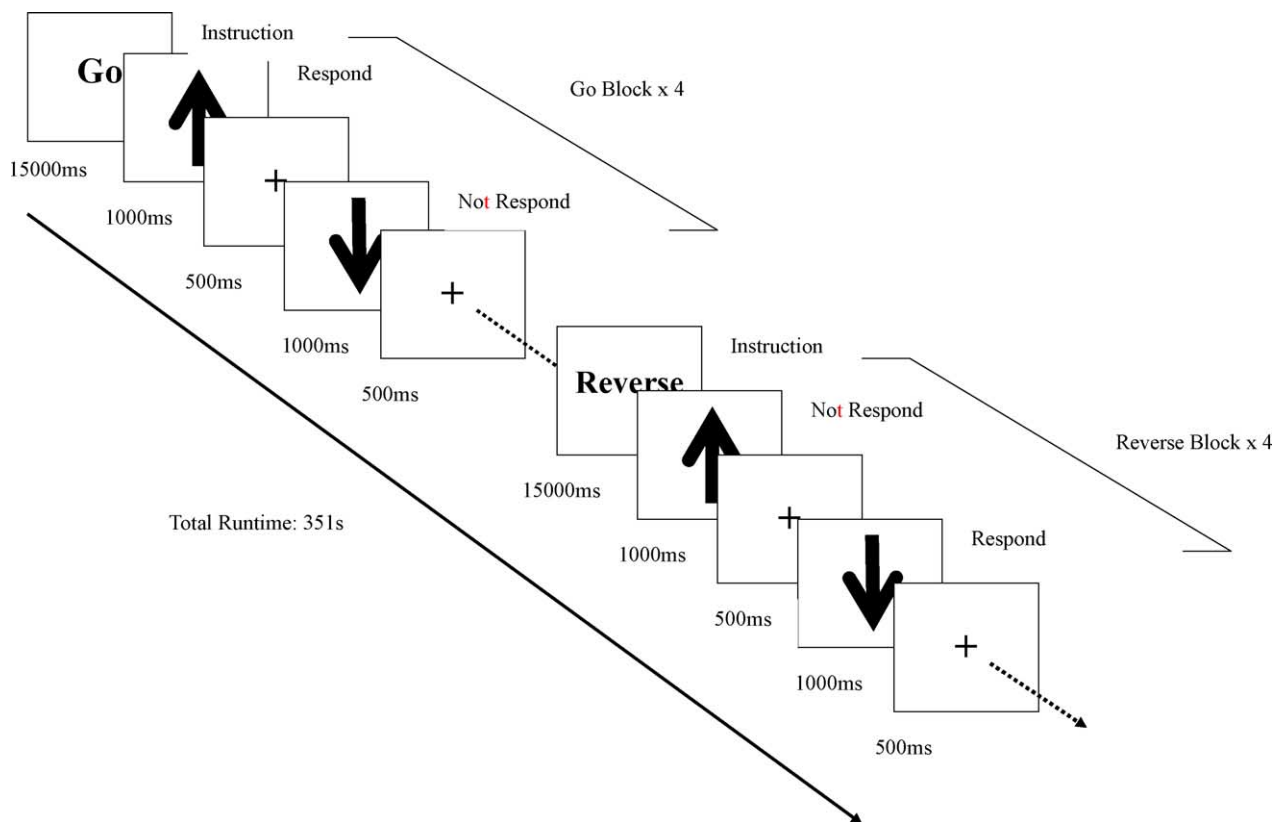 Instruction
Go
Respond
Go Block x 4
15000ms
1000ms
Not Respond
500ms
1000ms
500ms
Instruction
Reverse
Not Respond
Reverse Block x 4
15000ms
Total Runtime: 351s
1000ms
Respond
500ms
1000ms
500ms